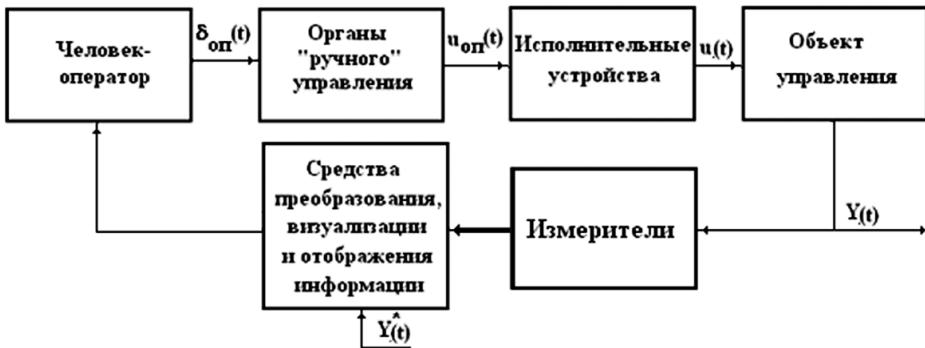 Человек-
оператор
δоп(t)
Органы
"ручного"
управления
uоп(t)
Исполнительные
устройства
u(t)
Объект
управления
Средства
преобразования,
визуализации
и отображения
информации
Измерители
Y(t)
Y^(t)